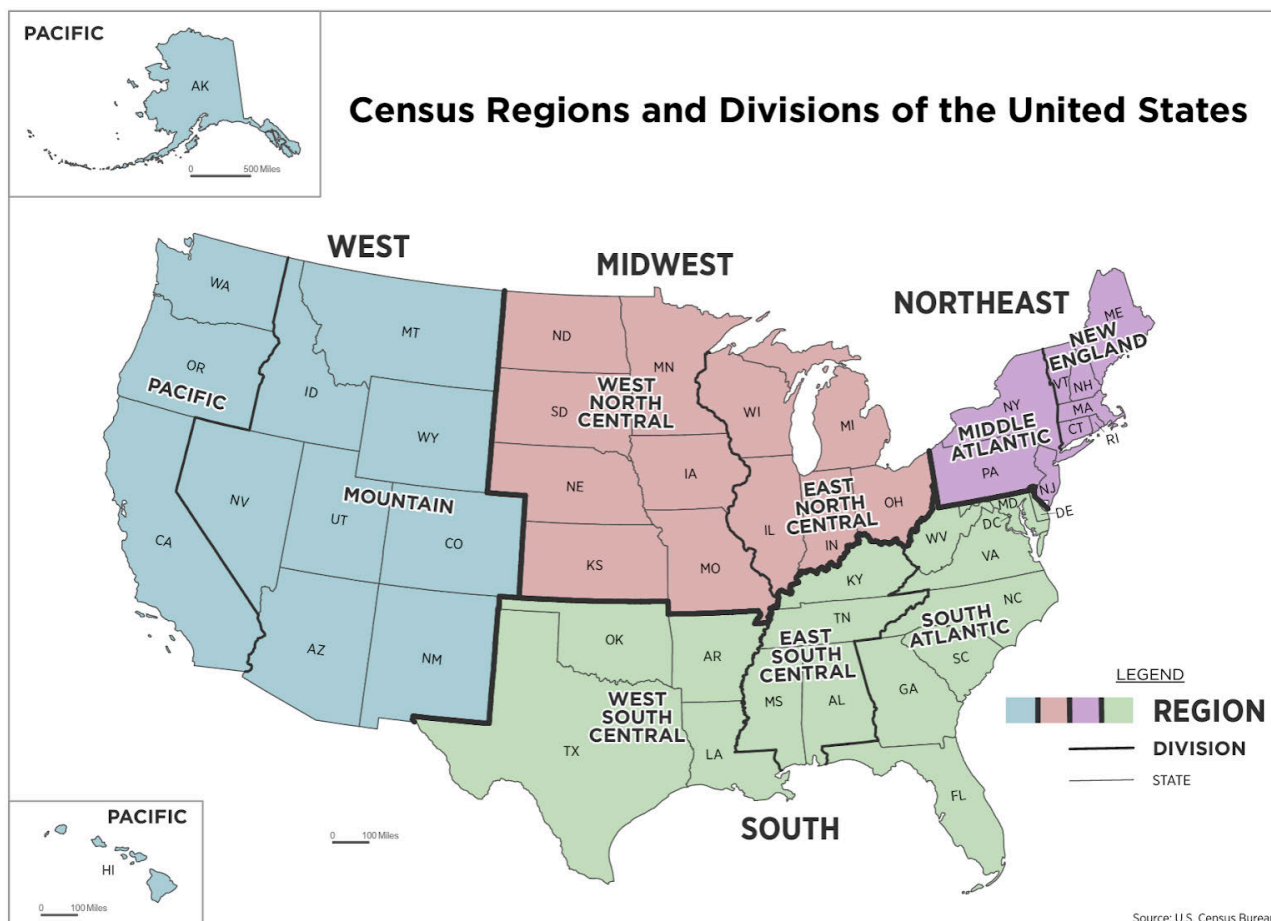 PACIFIC
AK
0 500 Miles
Census Regions and Divisions of the United States
WEST
MIDWEST
NORTHEAST
WA
MT
ND
MN
ME
NEW
ENGLAND
OR
PACIFIC
ID
WY
SD
WEST
NORTH
CENTRAL
WI
MI
NY
VT
NH
MA
CT
RI
MIDDLE
ATLANTIC
PA
NJ
NE
IA
EAST
NORTH
CENTRAL
OH
IL
IN
NV
MOUNTAIN
UT
CO
CA
KS
MO
MD
DE
DC
WV
VA
KY
NC
TN
AZ
NM
OK
AR
EAST
SOUTH
CENTRAL
SOUTH
ATLANTIC
SC
MS
AL
GA
WEST
SOUTH
CENTRAL
TX
LA
FL
SOUTH
LEGEND
REGION
DIVISION
STATE
PACIFIC
HI
0 100 Miles
0 100 Miles
Source: U.S. Census Bureau